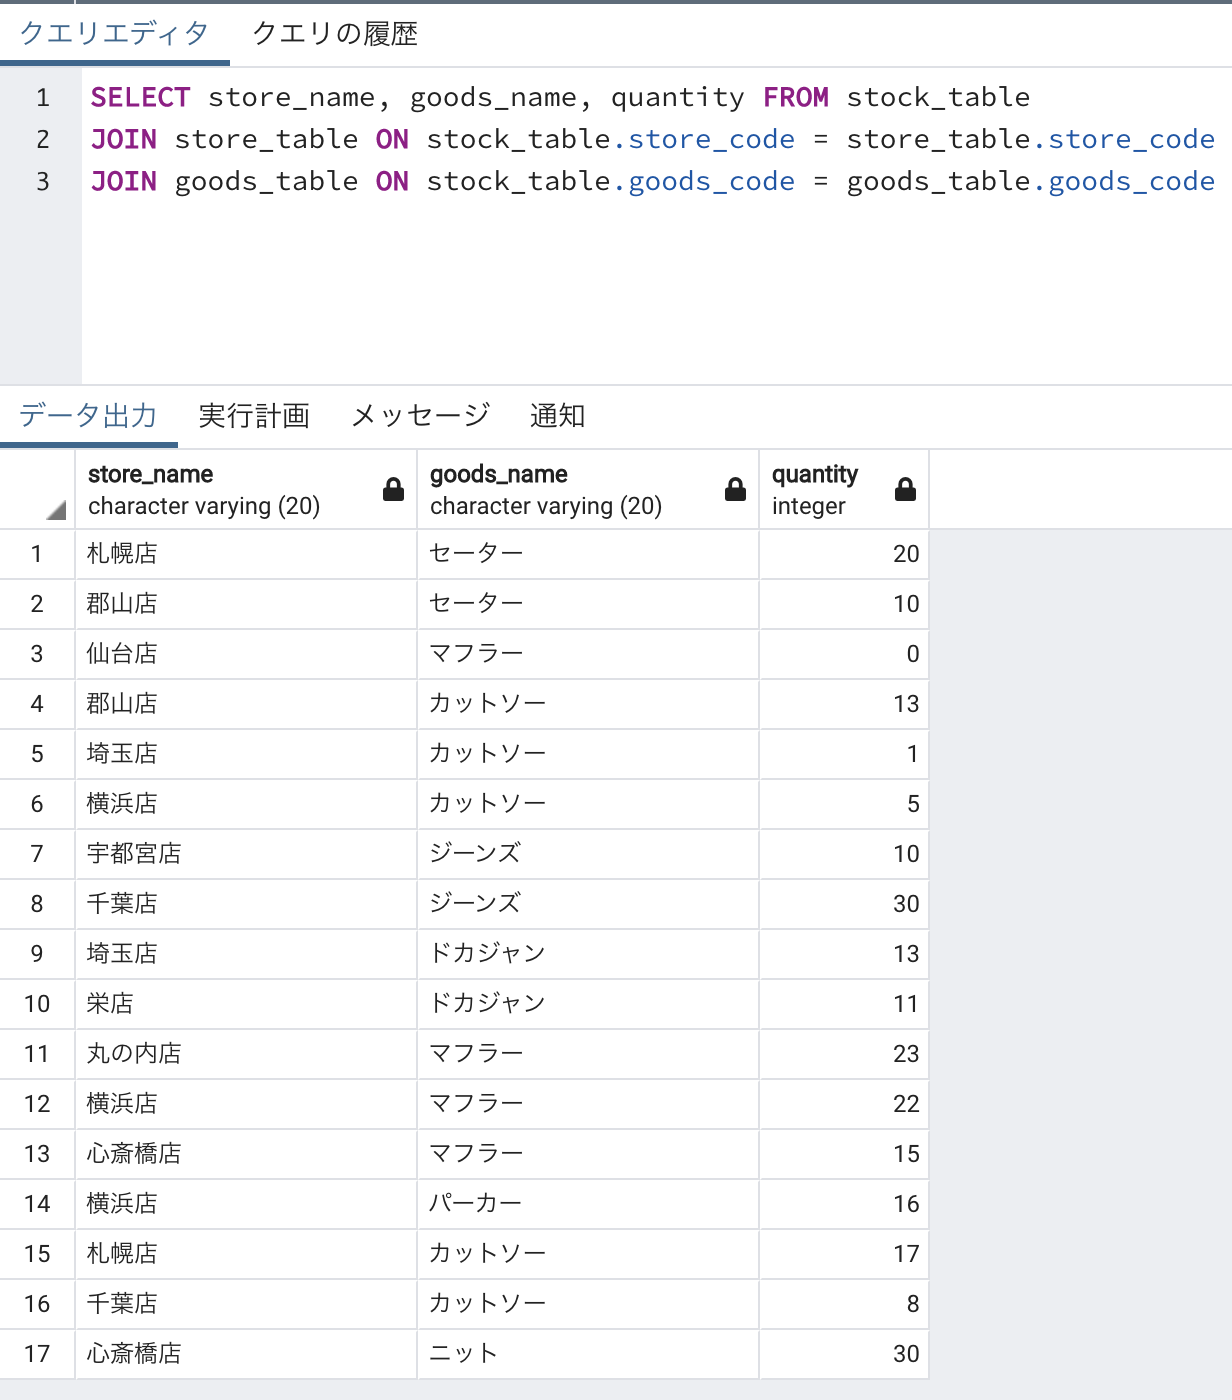 クエリエディタ クエリの履歴
1 SELECT store_name, goods_name, quantity FROM stock_table
2 JOIN store_table ON stock_table.store_code = store_table.store_code
3 JOIN goods_table ON stock_table.goods_code = goods_table.goods_code
データ出力 実行計画 メッセージ 通知
store_name goods_name quantity
character varying (20) character varying (20) integer
1 札幌店 セーター 20
2 郡山店 セーター 10
3 仙台店 マフラー 0
4 郡山店 カットソー 13
5 埼玉店 カットソー 1
6 横浜店 カットソー 5
7 宇都宮店 ジーンズ 10
8 千葉店 ジーンズ 30
9 埼玉店 ドカジャン 13
10 栄店 ドカジャン 11
11 丸の内店 マフラー 23
12 横浜店 マフラー 22
13 心斎橋店 マフラー 15
14 横浜店 パーカー 16
15 札幌店 カットソー 17
16 千葉店 カットソー 8
17 心斎橋店 ニット 30